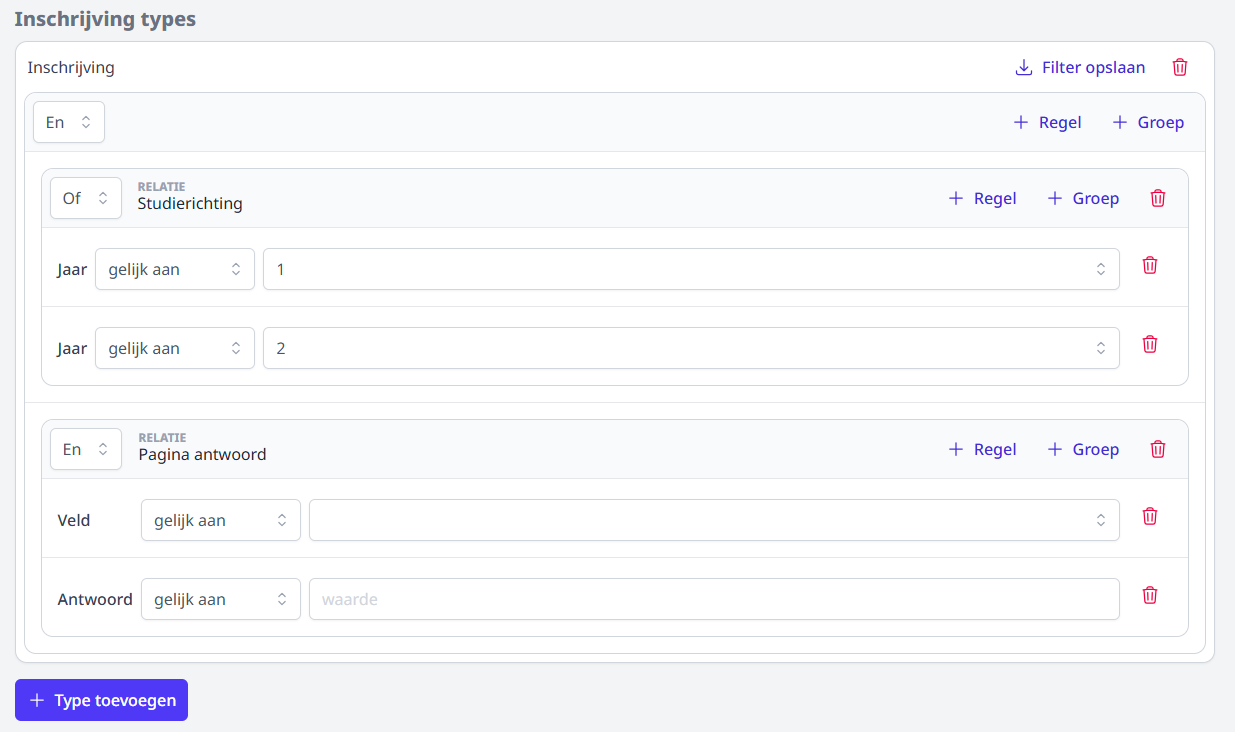 Inschrijving types
Inschrijving
Filter opslaan
En
Regel
Groep
Of
RELATIE
Studierichting
Regel
Groep
Jaar
gelijk aan
1
Jaar
gelijk aan
2
En
RELATIE
Pagina antwoord
Regel
Groep
Veld
gelijk aan
Antwoord
gelijk aan
waarde
Type toevoegen